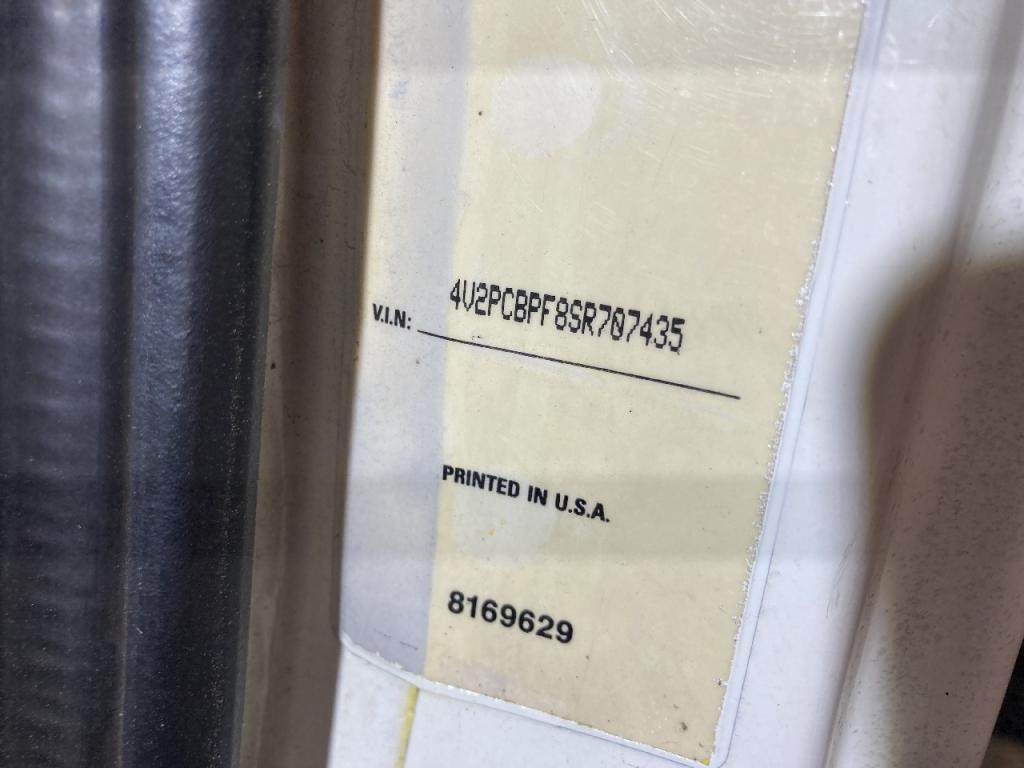 V.I.N: 4V2PCBPF8SR707435
PRINTED IN U.S.A.
8169629